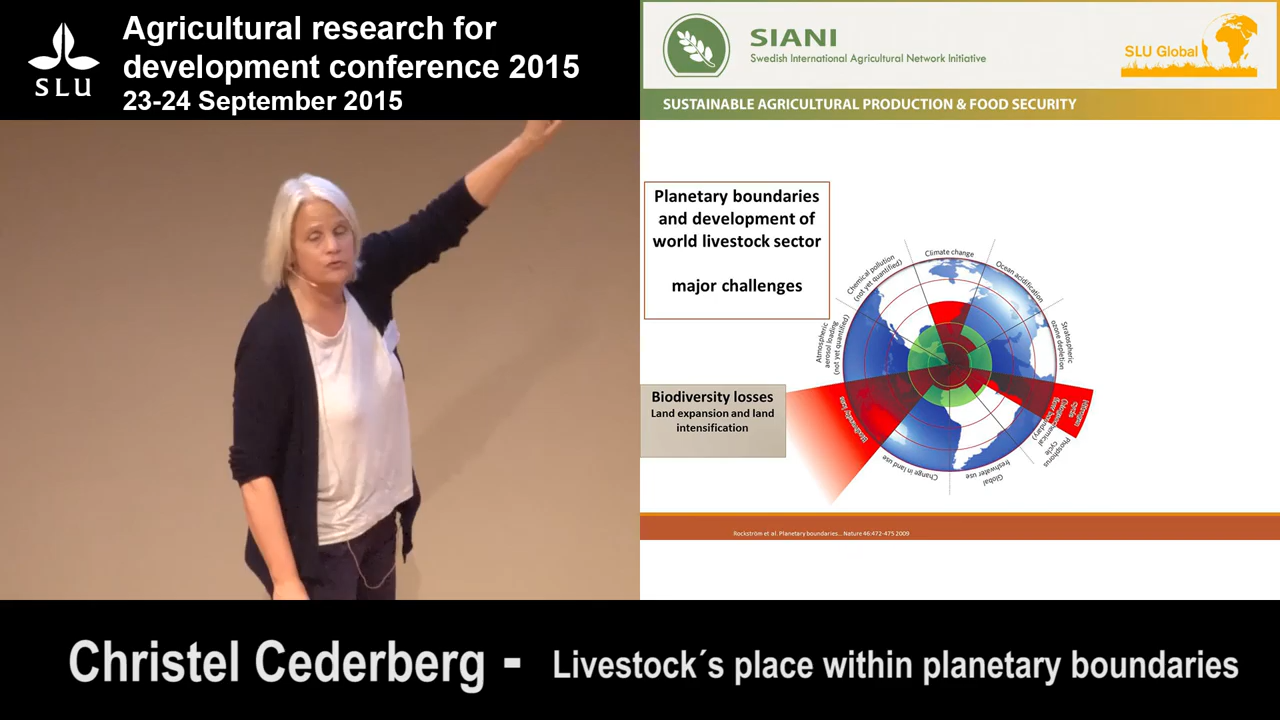 SLU
Agricultural research for
development conference 2015
23-24 September 2015
SIANI
Swedish International Agricultural Network Initiative
SLU Global
SUSTAINABLE AGRICULTURAL PRODUCTION & FOOD SECURITY
Planetary boundaries
and development of
world livestock sector
major challenges
Climate change
Ocean acidification
Stratospheric
ozone depletion
Nitrogen
cycle
(biogeochemical
flow boundary)
Phosphorus
cycle
Global
freshwater use
Change in land use
Biodiversity loss
Atmospheric
aerosol loading
(not yet quantified)
Chemical pollution
(not yet quantified)
Biodiversity losses
Land expansion and land
intensification
Rockström et al. Planetary boundaries... Nature 46:472-475 2009
Christel Cederberg - Livestock´s place within planetary boundaries